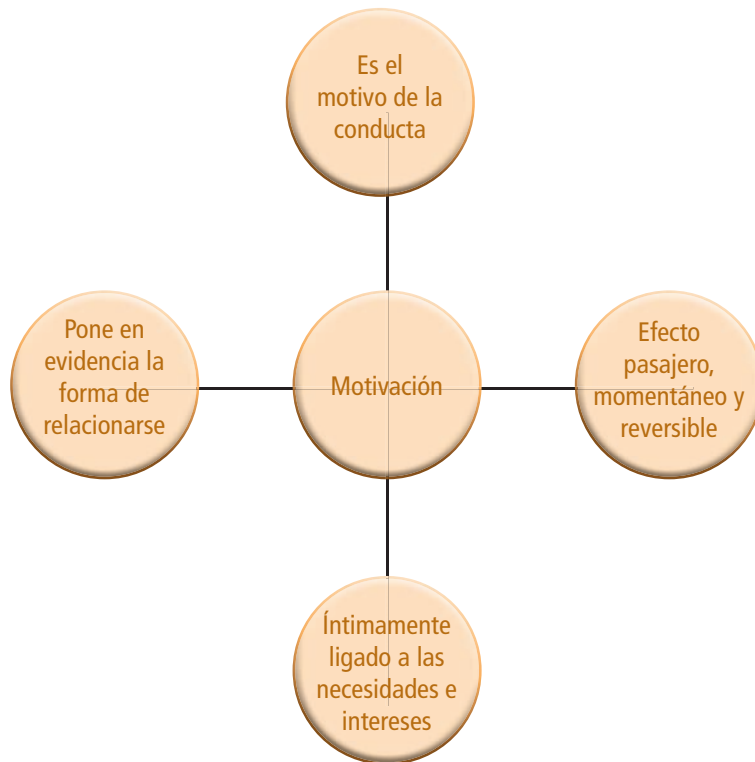 Es el
motivo de la
conducta
Pone en
evidencia la
forma de
relacionarse
Motivación
Efecto
pasajero,
momentáneo y
reversible
Íntimamente
ligado a las
necesidades e
intereses